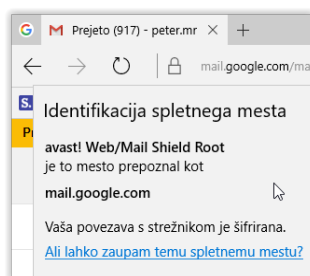 Prejeto (917) - peter.mr
mail.google.com/ma
S.
Identifikacija spletnega mesta
avast! Web/Mail Shield Root
je to mesto prepoznal kot
mail.google.com
Vaša povezava s strežnikom je šifrirana.
Ali lahko zaupam temu spletnemu mestu?